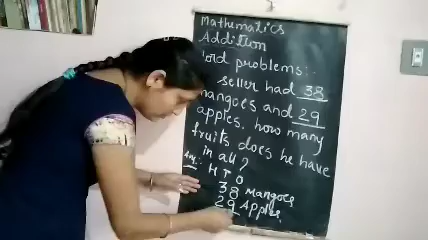 Mathematics
Addition
word problems:-
seller had 38
mangoes and 29
apples. how many
fruits does he have
in all?
Ans:-
H T O
38 Mangoes
29 Apples